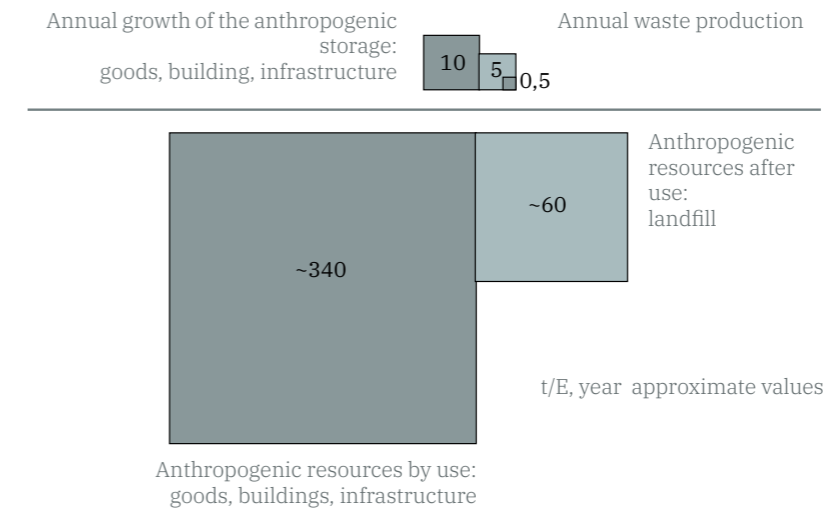 Annual growth of the anthropogenic
storage:
goods, building, infrastructure
10
5
0,5
Annual waste production
~340
~60
Anthropogenic
resources after
use:
landfill
t/E, year approximate values
Anthropogenic resources by use:
goods, buildings, infrastructure